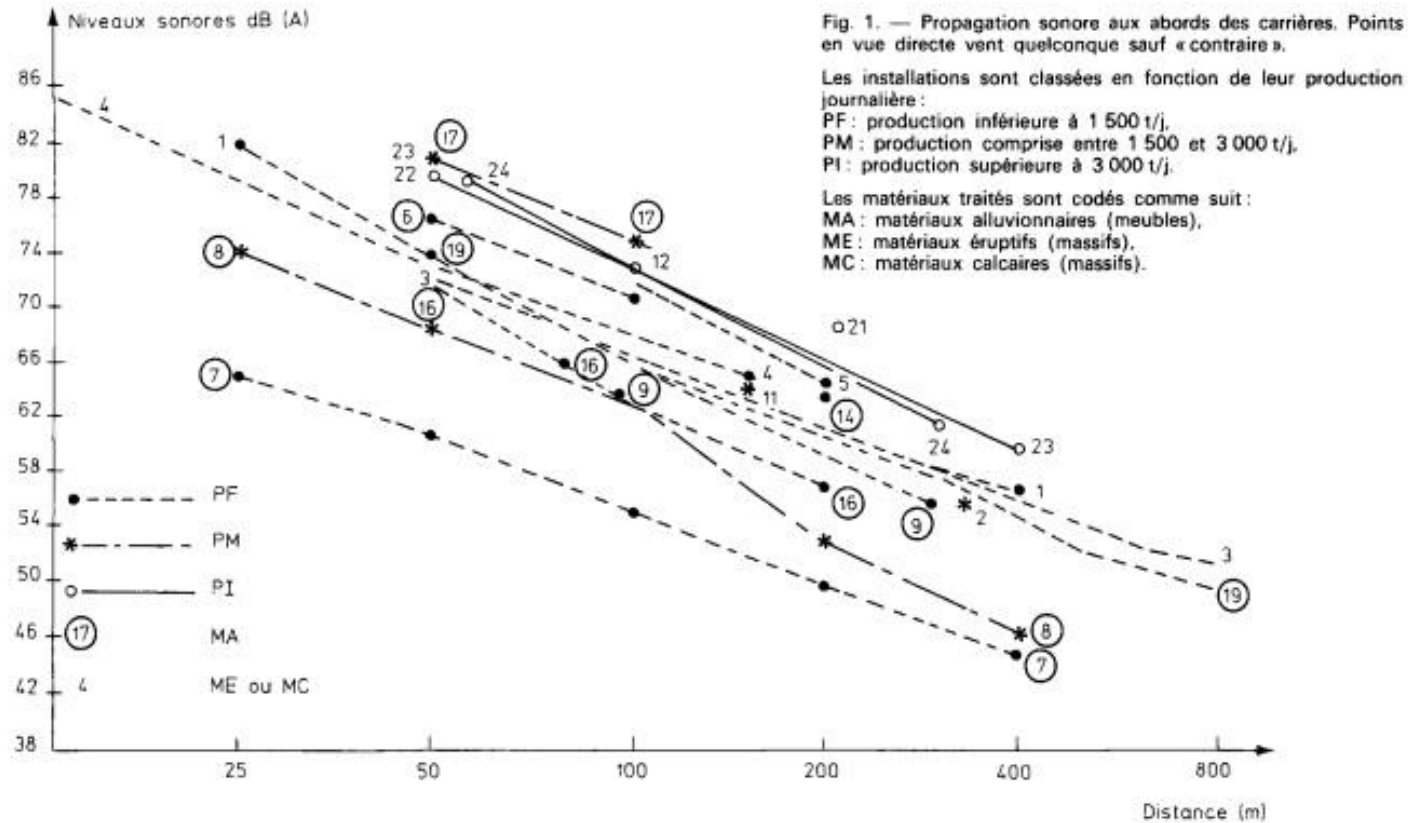 Niveaux sonores dB (A)
Fig. 1. — Propagation sonore aux abords des carrières. Points
en vue directe vent quelconque sauf « contraire ».
Les installations sont classées en fonction de leur production
journalière :
PF : production inférieure à 1 500 t/j,
PM : production comprise entre 1 500 et 3 000 t/j,
PI : production supérieure à 3 000 t/j.
Les matériaux traités sont codés comme suit :
MA : matériaux alluvionnaires (meubles),
ME : matériaux éruptifs (massifs),
MC : matériaux calcaires (massifs).
86
82
78
74
70
66
62
58
54
50
46
42
38
4
1
17
23
22
24
6
19
17
8
3
12
16
21
7
16
4
9
11
5
14
24
23
1
16
9
2
3
19
8
7
PF
PM
PI
17 MA
4 ME ou MC
25 50 100 200 400 800
Distance (m)